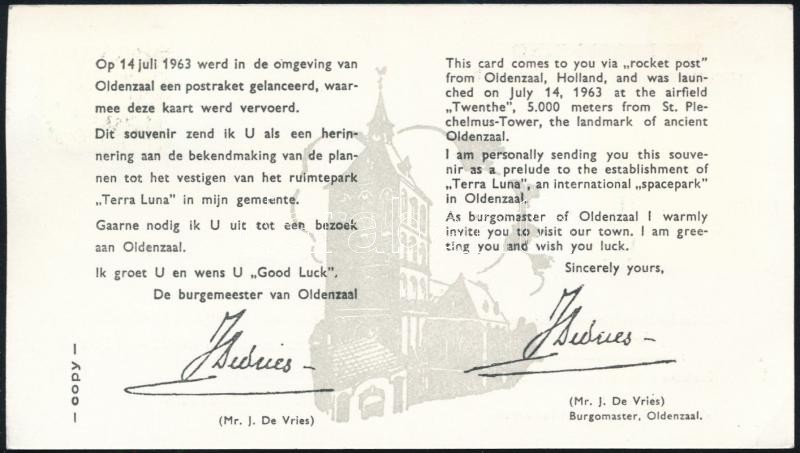 Op 14 juli 1963 werd in de omgeving van
Oldenzaal een postraket gelanceerd, waar-
mee deze kaart werd vervoerd.
Dit souvenir zend ik U als een herin-
nering aan de bekendmaking van de plan-
nen tot het vestigen van het ruimtepark
„Terra Luna” in mijn gemeente.
Gaarne nodig ik U uit tot een bezoek
aan Oldenzaal.
Ik groet U en wens U „Good Luck”.
De burgemeester van Oldenzaal
JDeVries
(Mr. J. De Vries)
— copy —
This card comes to you via „rocket post”
from Oldenzaal, Holland, and was laun-
ched on July 14, 1963 at the airfield
„Twenthe”, 5.000 meters from St. Ple-
chelmus-Tower, the landmark of ancient
Oldenzaal.
I am personally sending you this souve-
nir as a prelude to the establishment of
„Terra Luna”, an international „spacepark”
in Oldenzaal.
As burgomaster of Oldenzaal I warmly
invite you to visit our town. I am gree-
ting you and wish you luck.
Sincerely yours,
JDeVries
(Mr. J. De Vries)
Burgomaster, Oldenzaal.